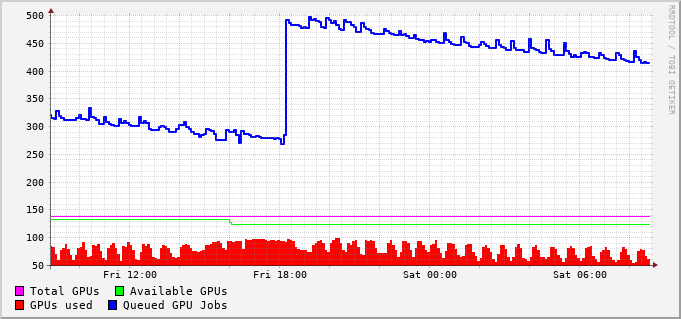 500
450
400
350
300
250
200
150
100
50
Fri 12:00 Fri 18:00 Sat 00:00 Sat 06:00
Total GPUs Available GPUs
GPUs used Queued GPU Jobs
RRDTOOL / TOBI OETIKER